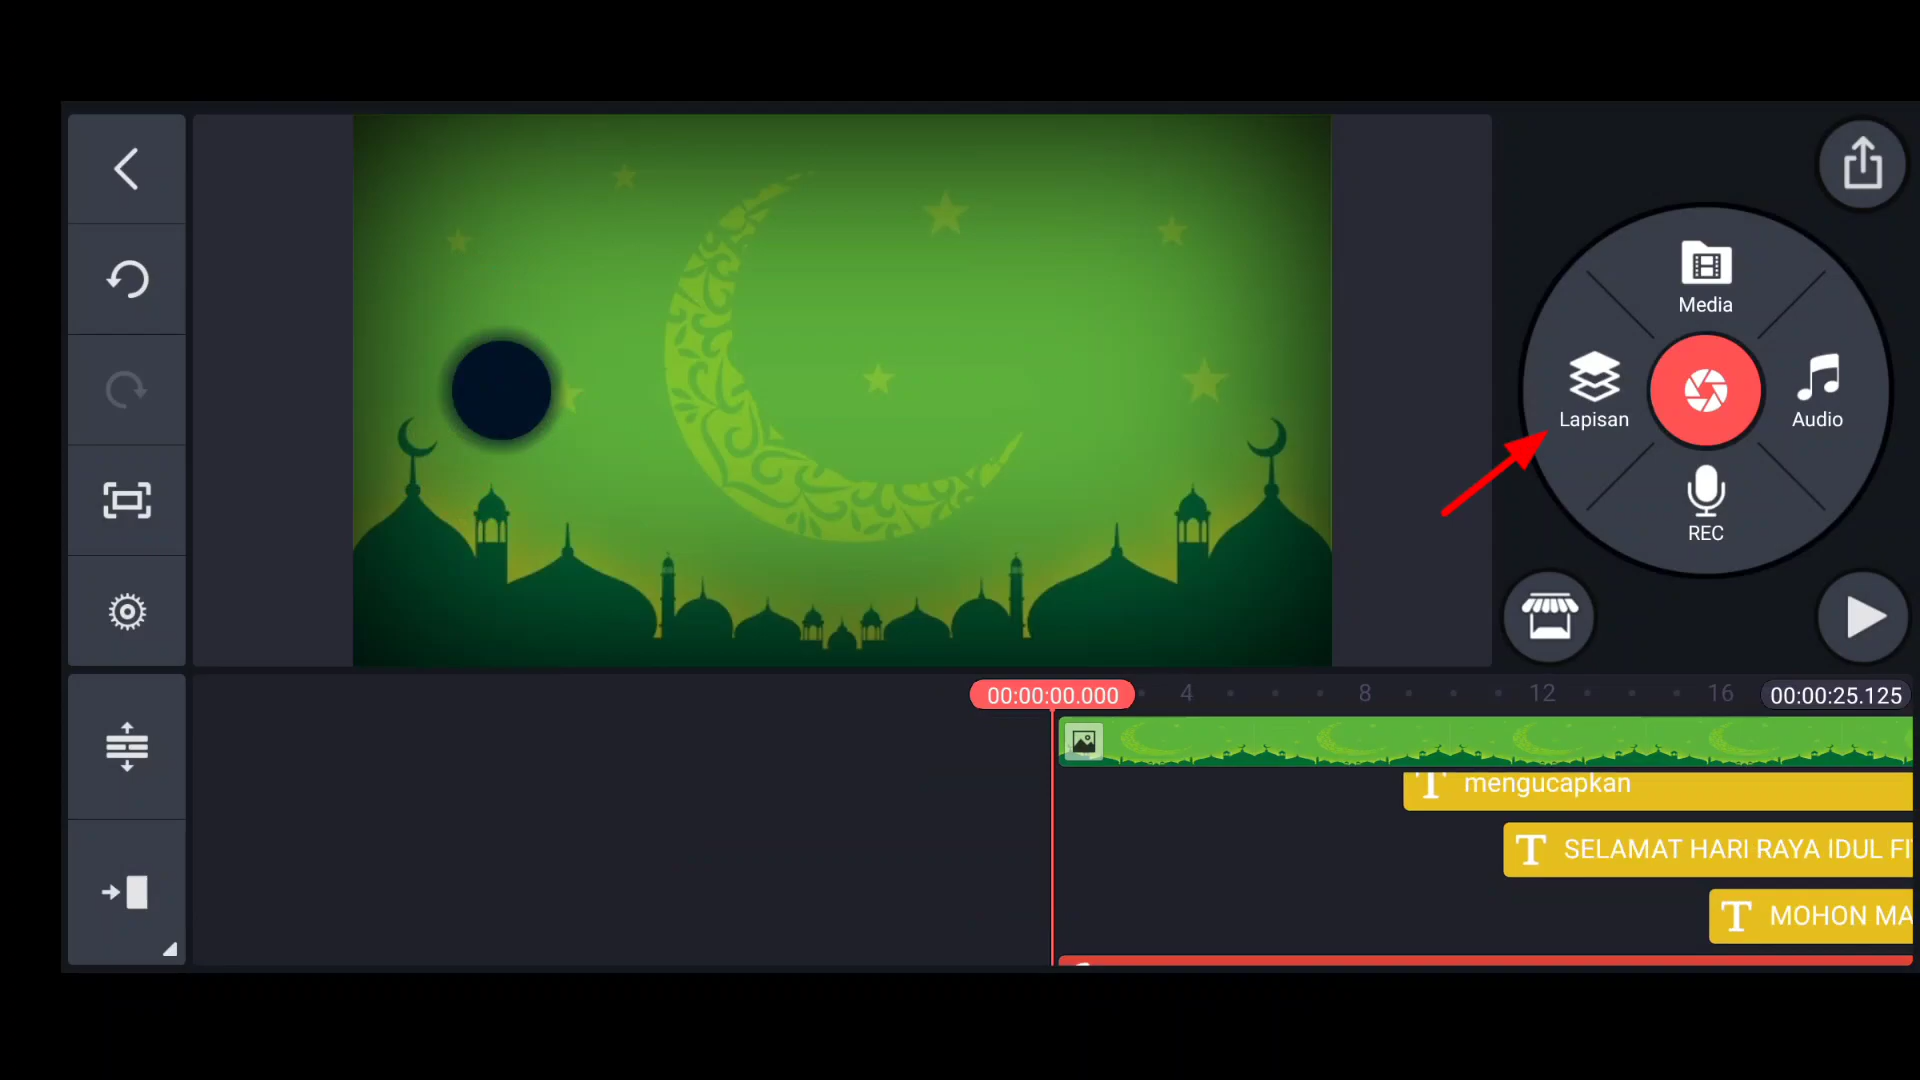 Media
Lapisan
Audio
REC
00:00:00.000
4
8
12
16
00:00:25.125
mengucapkan
SELAMAT HARI RAYA IDUL FI
MOHON MA